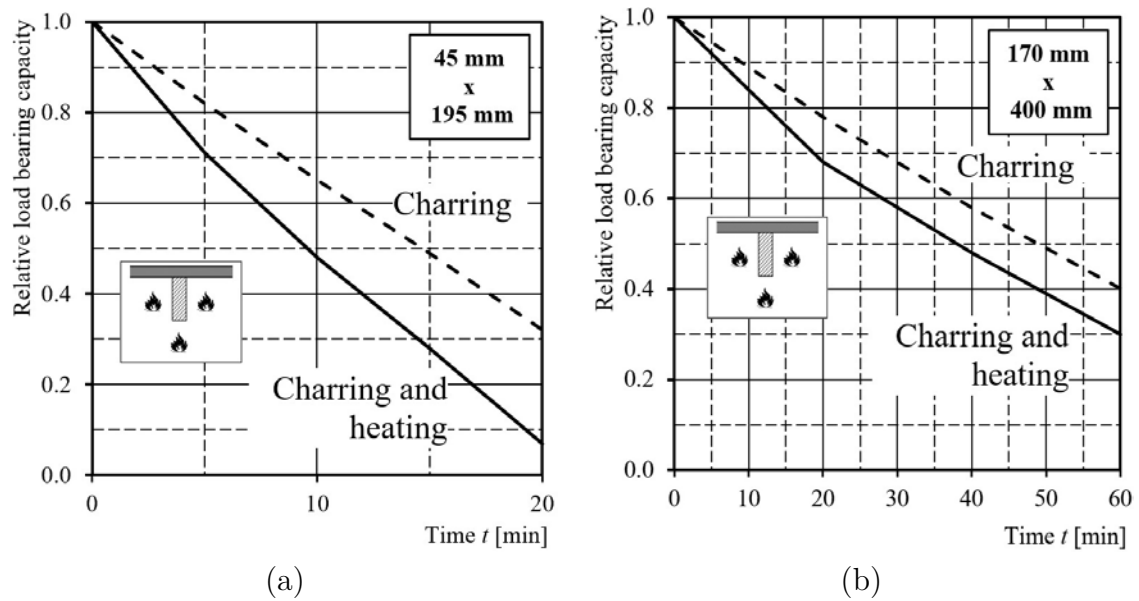 Relative load bearing capacity
1.0
0.8
0.6
0.4
0.2
0.0
45 mm
x
195 mm
Charring
Charring and
heating
0
10
20
Time t [min]
(a)
Relative load bearing capacity
1.0
0.8
0.6
0.4
0.2
0.0
170 mm
x
400 mm
Charring
Charring and
heating
0
10
20
30
40
50
60
Time t [min]
(b)